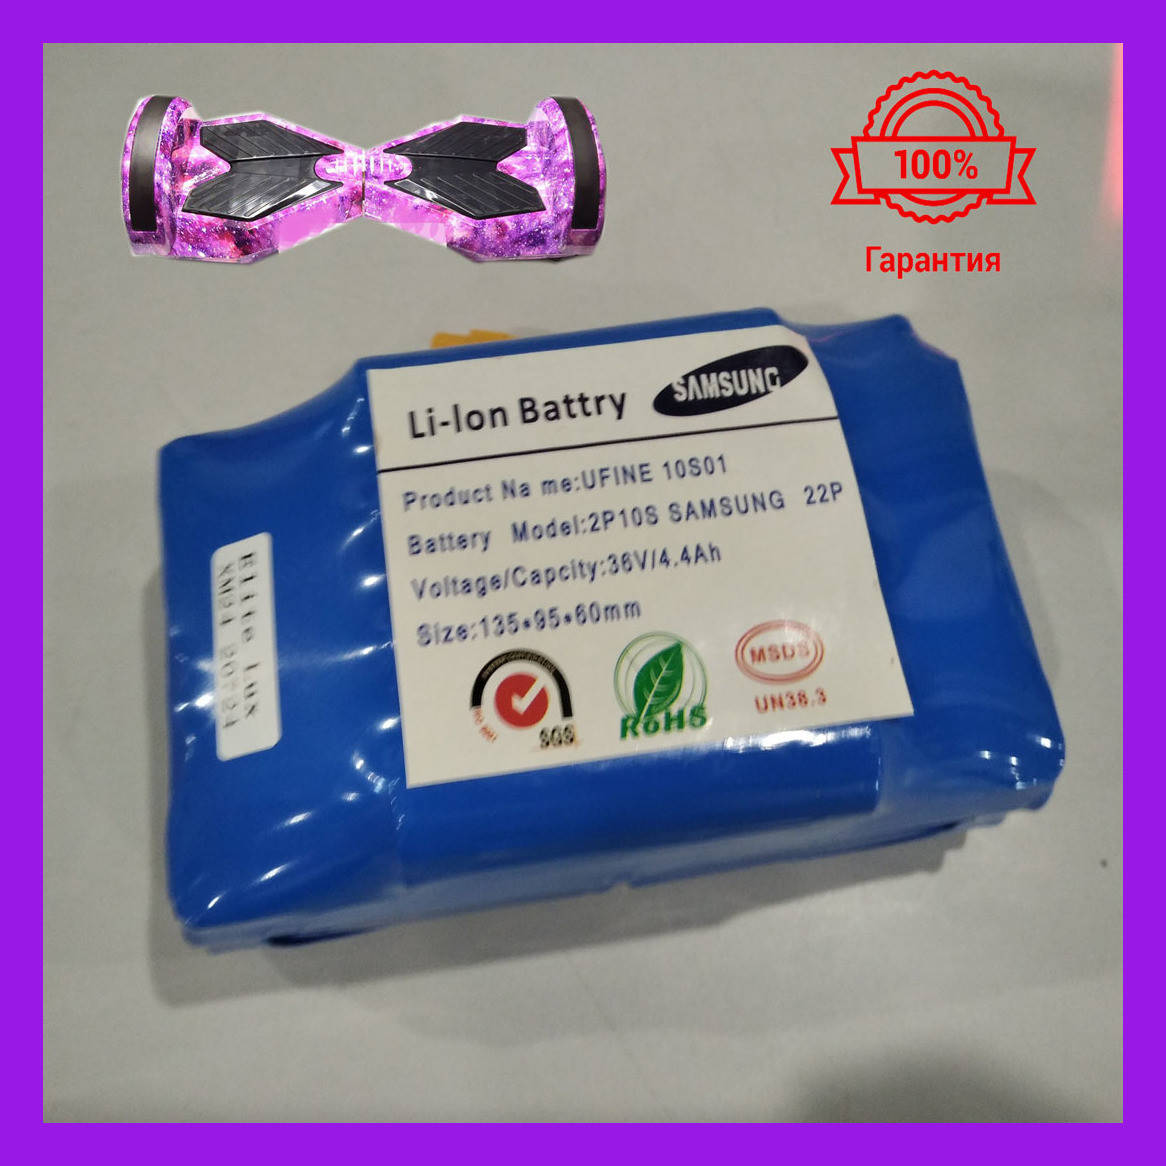 100%
Гарантия
Li-Ion Battry SAMSUNG
Product Na me:UFINE 10S01
Battery Model:2P10S SAMSUNG 22P
Voltage/Capcity:36V/4.4Ah
Size:135*95*60mm
SGS
RoHS
MSDS
UN38.3
Elite Lux